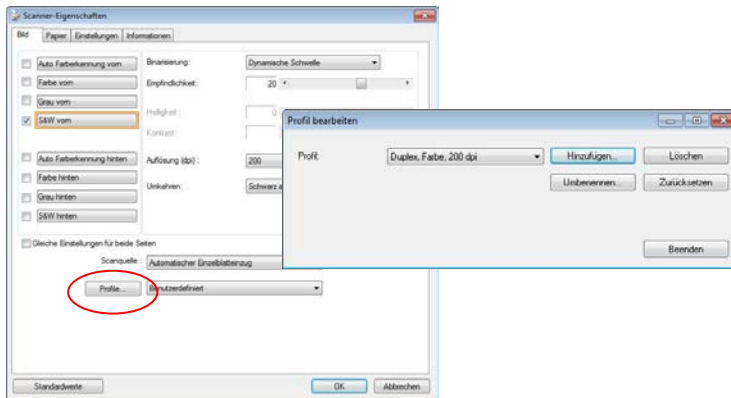 Scanner-Eigenschaften
Bild Papier Einstellungen Informationen
Auto Farberkennung vorn
Farbe vorn
Grau vorn
S&W vorn
Auto Farberkennung hinten
Farbe hinten
Grau hinten
S&W hinten
Binarisierung: Dynamische Schwelle
Empfindlichkeit: 20
Helligkeit: 0
Kontrast:
Auflösung (dpi) : 200
Umkehren: Schwarz a
Gleiche Einstellungen für beide Seiten
Scanquelle : Automatischer Einzelblatteinzug
Profile... Benutzerdefiniert
Standardwerte OK Abbrechen
Profil bearbeiten
Profil: Duplex, Farbe, 200 dpi Hinzufügen... Löschen
Umbenennen... Zurücksetzen
Beenden